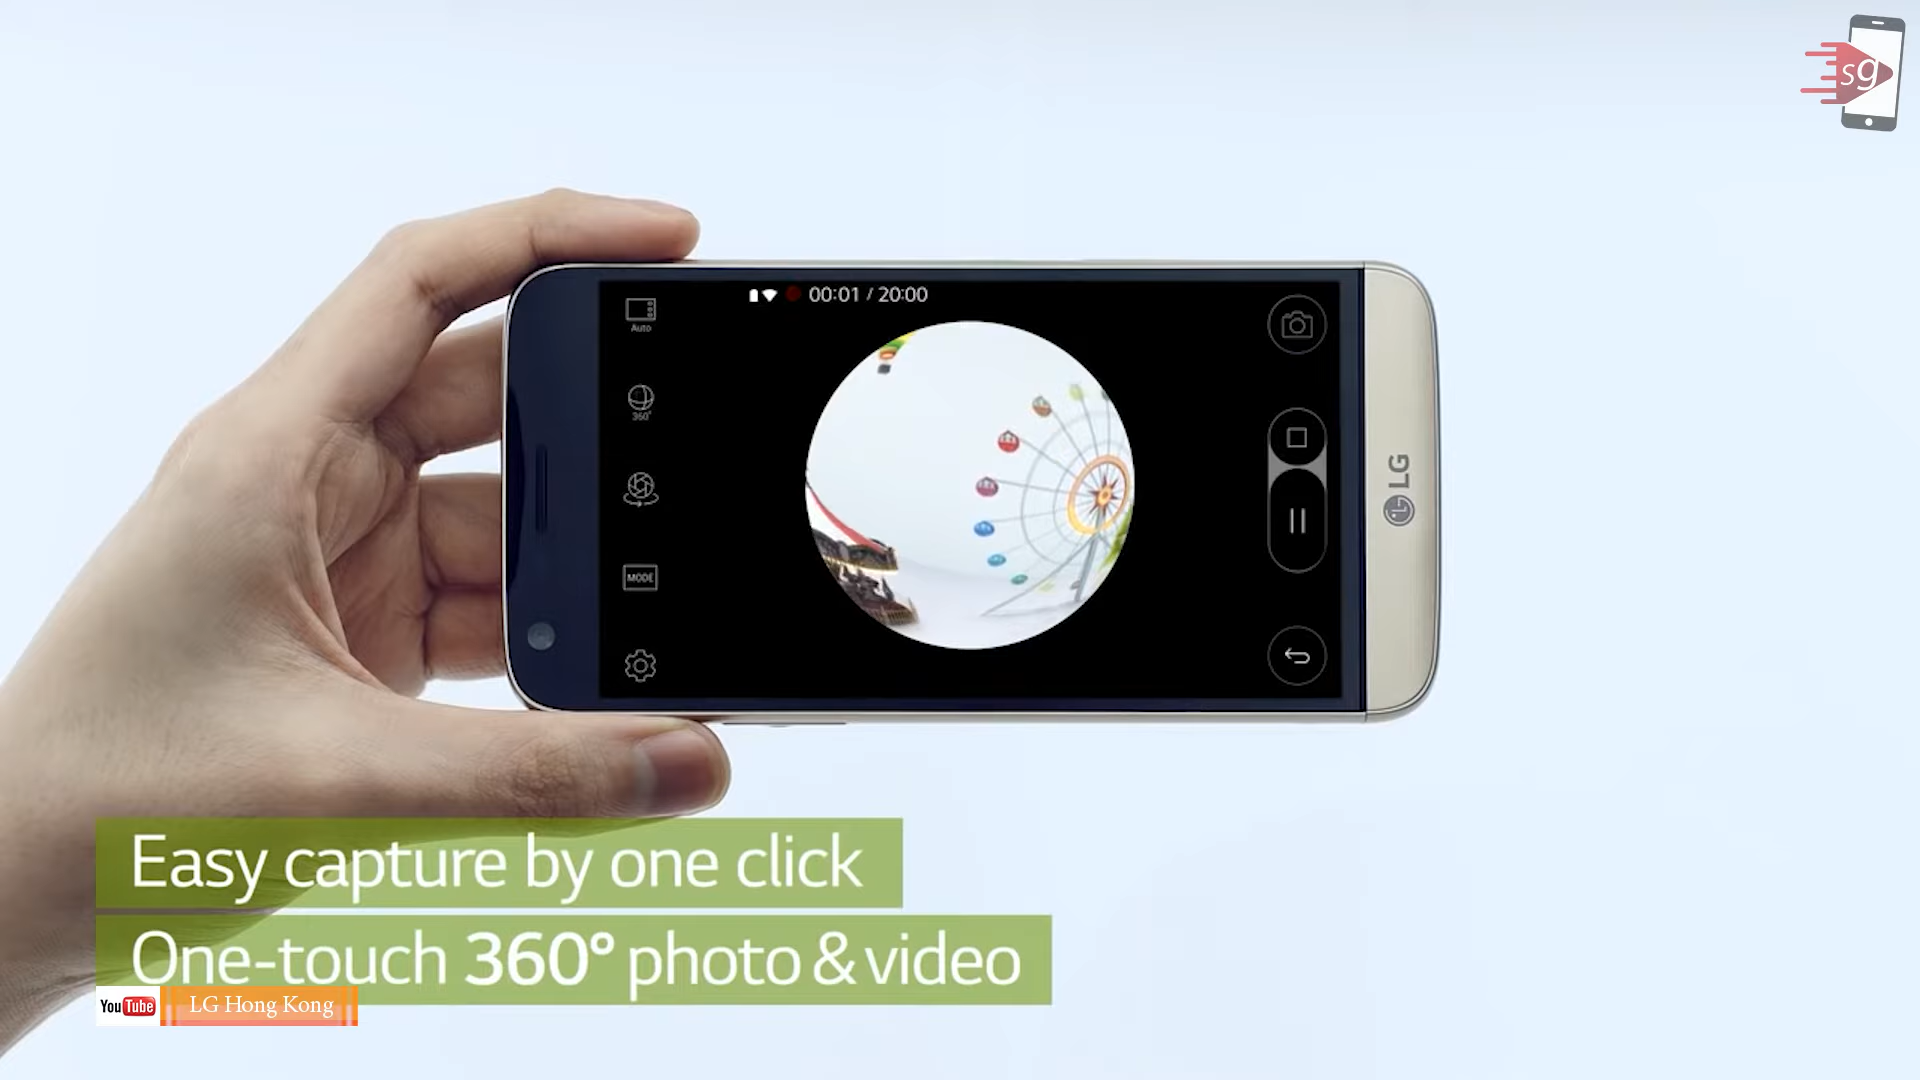 sg
00:01 / 20:00
Auto
360°
MODE
LG
Easy capture by one click
One-touch 360° photo & video
YouTube
LG Hong Kong